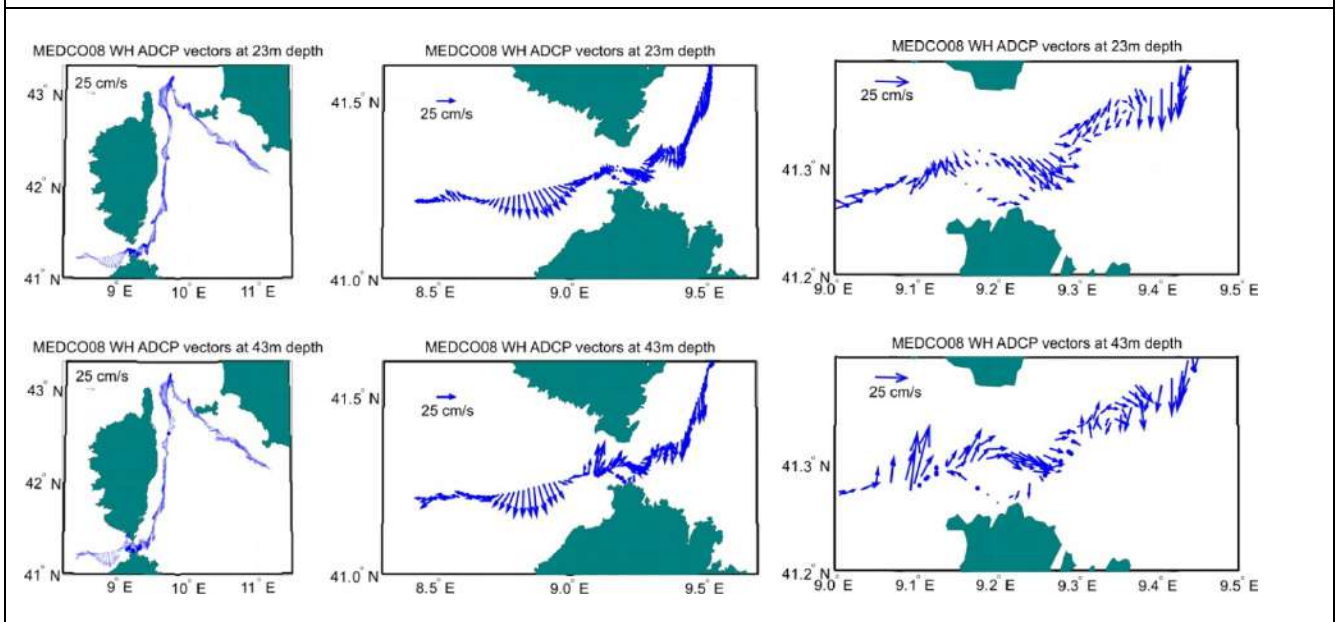 MEDCO08 WH ADCP vectors at 23m depth
25 cm/s
43° N
42° N
41° N
9° E
10° E
11° E
MEDCO08 WH ADCP vectors at 23m depth
25 cm/s
41.5°
41.0° N
8.5° E
9.0° E
9.5° E
MEDCO08 WH ADCP vectors at 23m depth
25 cm/s
41.3° N
41.2° N
9.0° E
9.1° E
9.2° E
9.3° E
9.4° E
9.5° E
MEDCO08 WH ADCP vectors at 43m depth
25 cm/s
43° N
42° N
41° N
9° E
10° E
11° E
MEDCO08 WH ADCP vectors at 43m depth
25 cm/s
41.5°
41.0° N
8.5° E
9.0° E
9.5° E
MEDCO08 WH ADCP vectors at 43m depth
25 cm/s
41.3° N
41.2° N
9.0° E
9.1° E
9.2° E
9.3° E
9.4° E
9.5° E